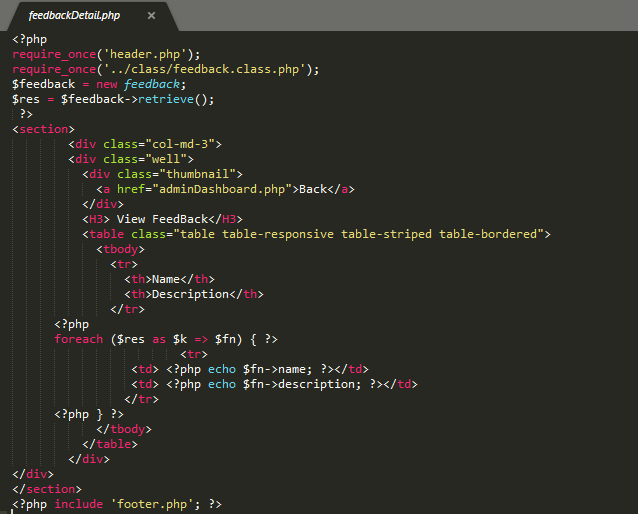 feedbackDetail.php ×
<?php
require_once('header.php');
require_once('../class/feedback.class.php');
$feedback = new feedback;
$res = $feedback->retrieve();
?>
<section>
<div class="col-md-3">
<div class="well">
<div class="thumbnail">
<a href="adminDashboard.php">Back</a>
</div>
<H3> View FeedBack</H3>
<table class="table table-responsive table-striped table-bordered">
<tbody>
<tr>
<th>Name</th>
<th>Description</th>
</tr>
<?php
foreach ($res as $k => $fn) { ?>
<tr>
<td> <?php echo $fn->name; ?></td>
<td> <?php echo $fn->description; ?></td>
</tr>
<?php } ?>
</tbody>
</table>
</div>
</div>
</section>
<?php include 'footer.php'; ?>